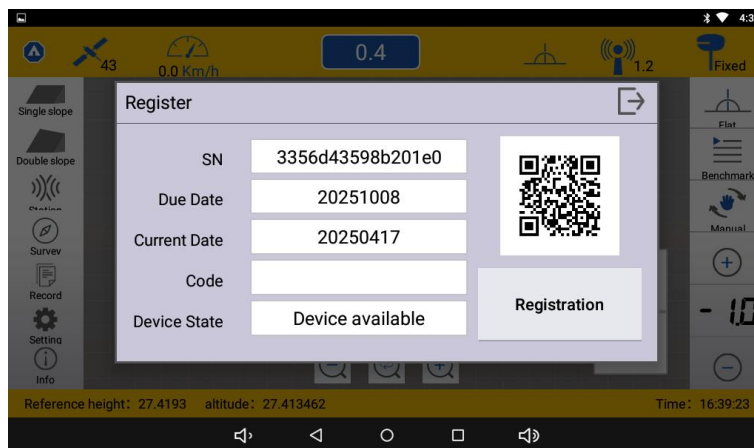 4:3
43
0.0 Km/h
0.4
1.2
Fixed
Single slope
Double slope
Station
Survey
Record
Setting
Info
Register
SN
3356d43598b201e0
Due Date
20251008
Current Date
20250417
Code
Device State
Device available
Registration
Flat
Benchmark
Manual
Reference height: 27.4193 altitude: 27.413462
Time: 16:39:23